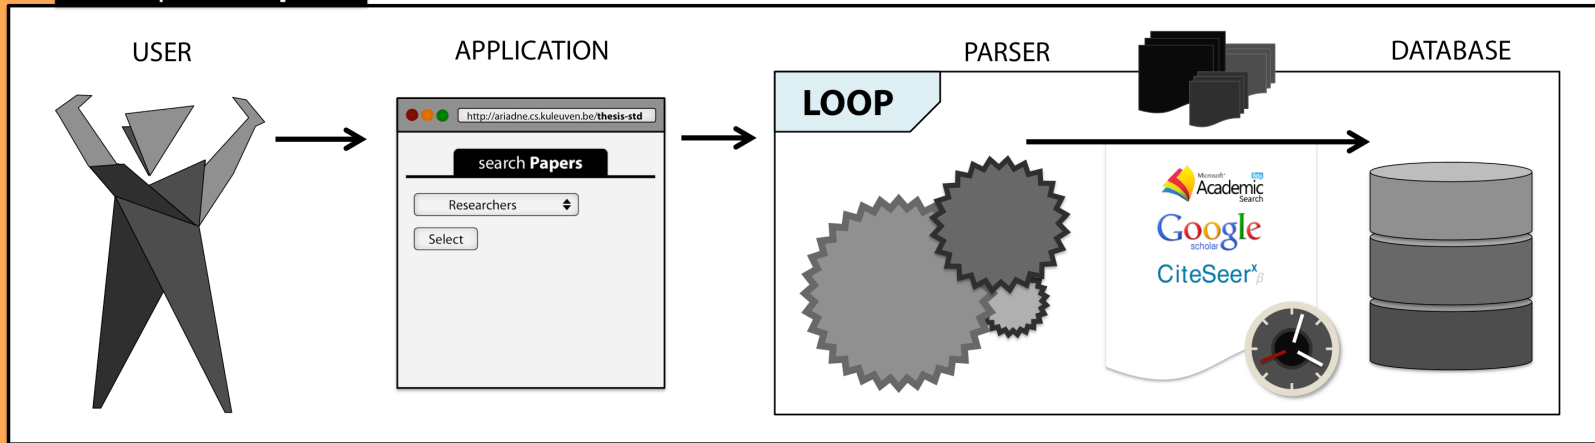 USER
APPLICATION
PARSER
DATABASE
LOOP
http://ariadne.cs.kuleuven.be/thesis-std
search Papers
Researchers
Select
Microsoft®
Academic
Search
Google
scholar
CiteSeerxβ